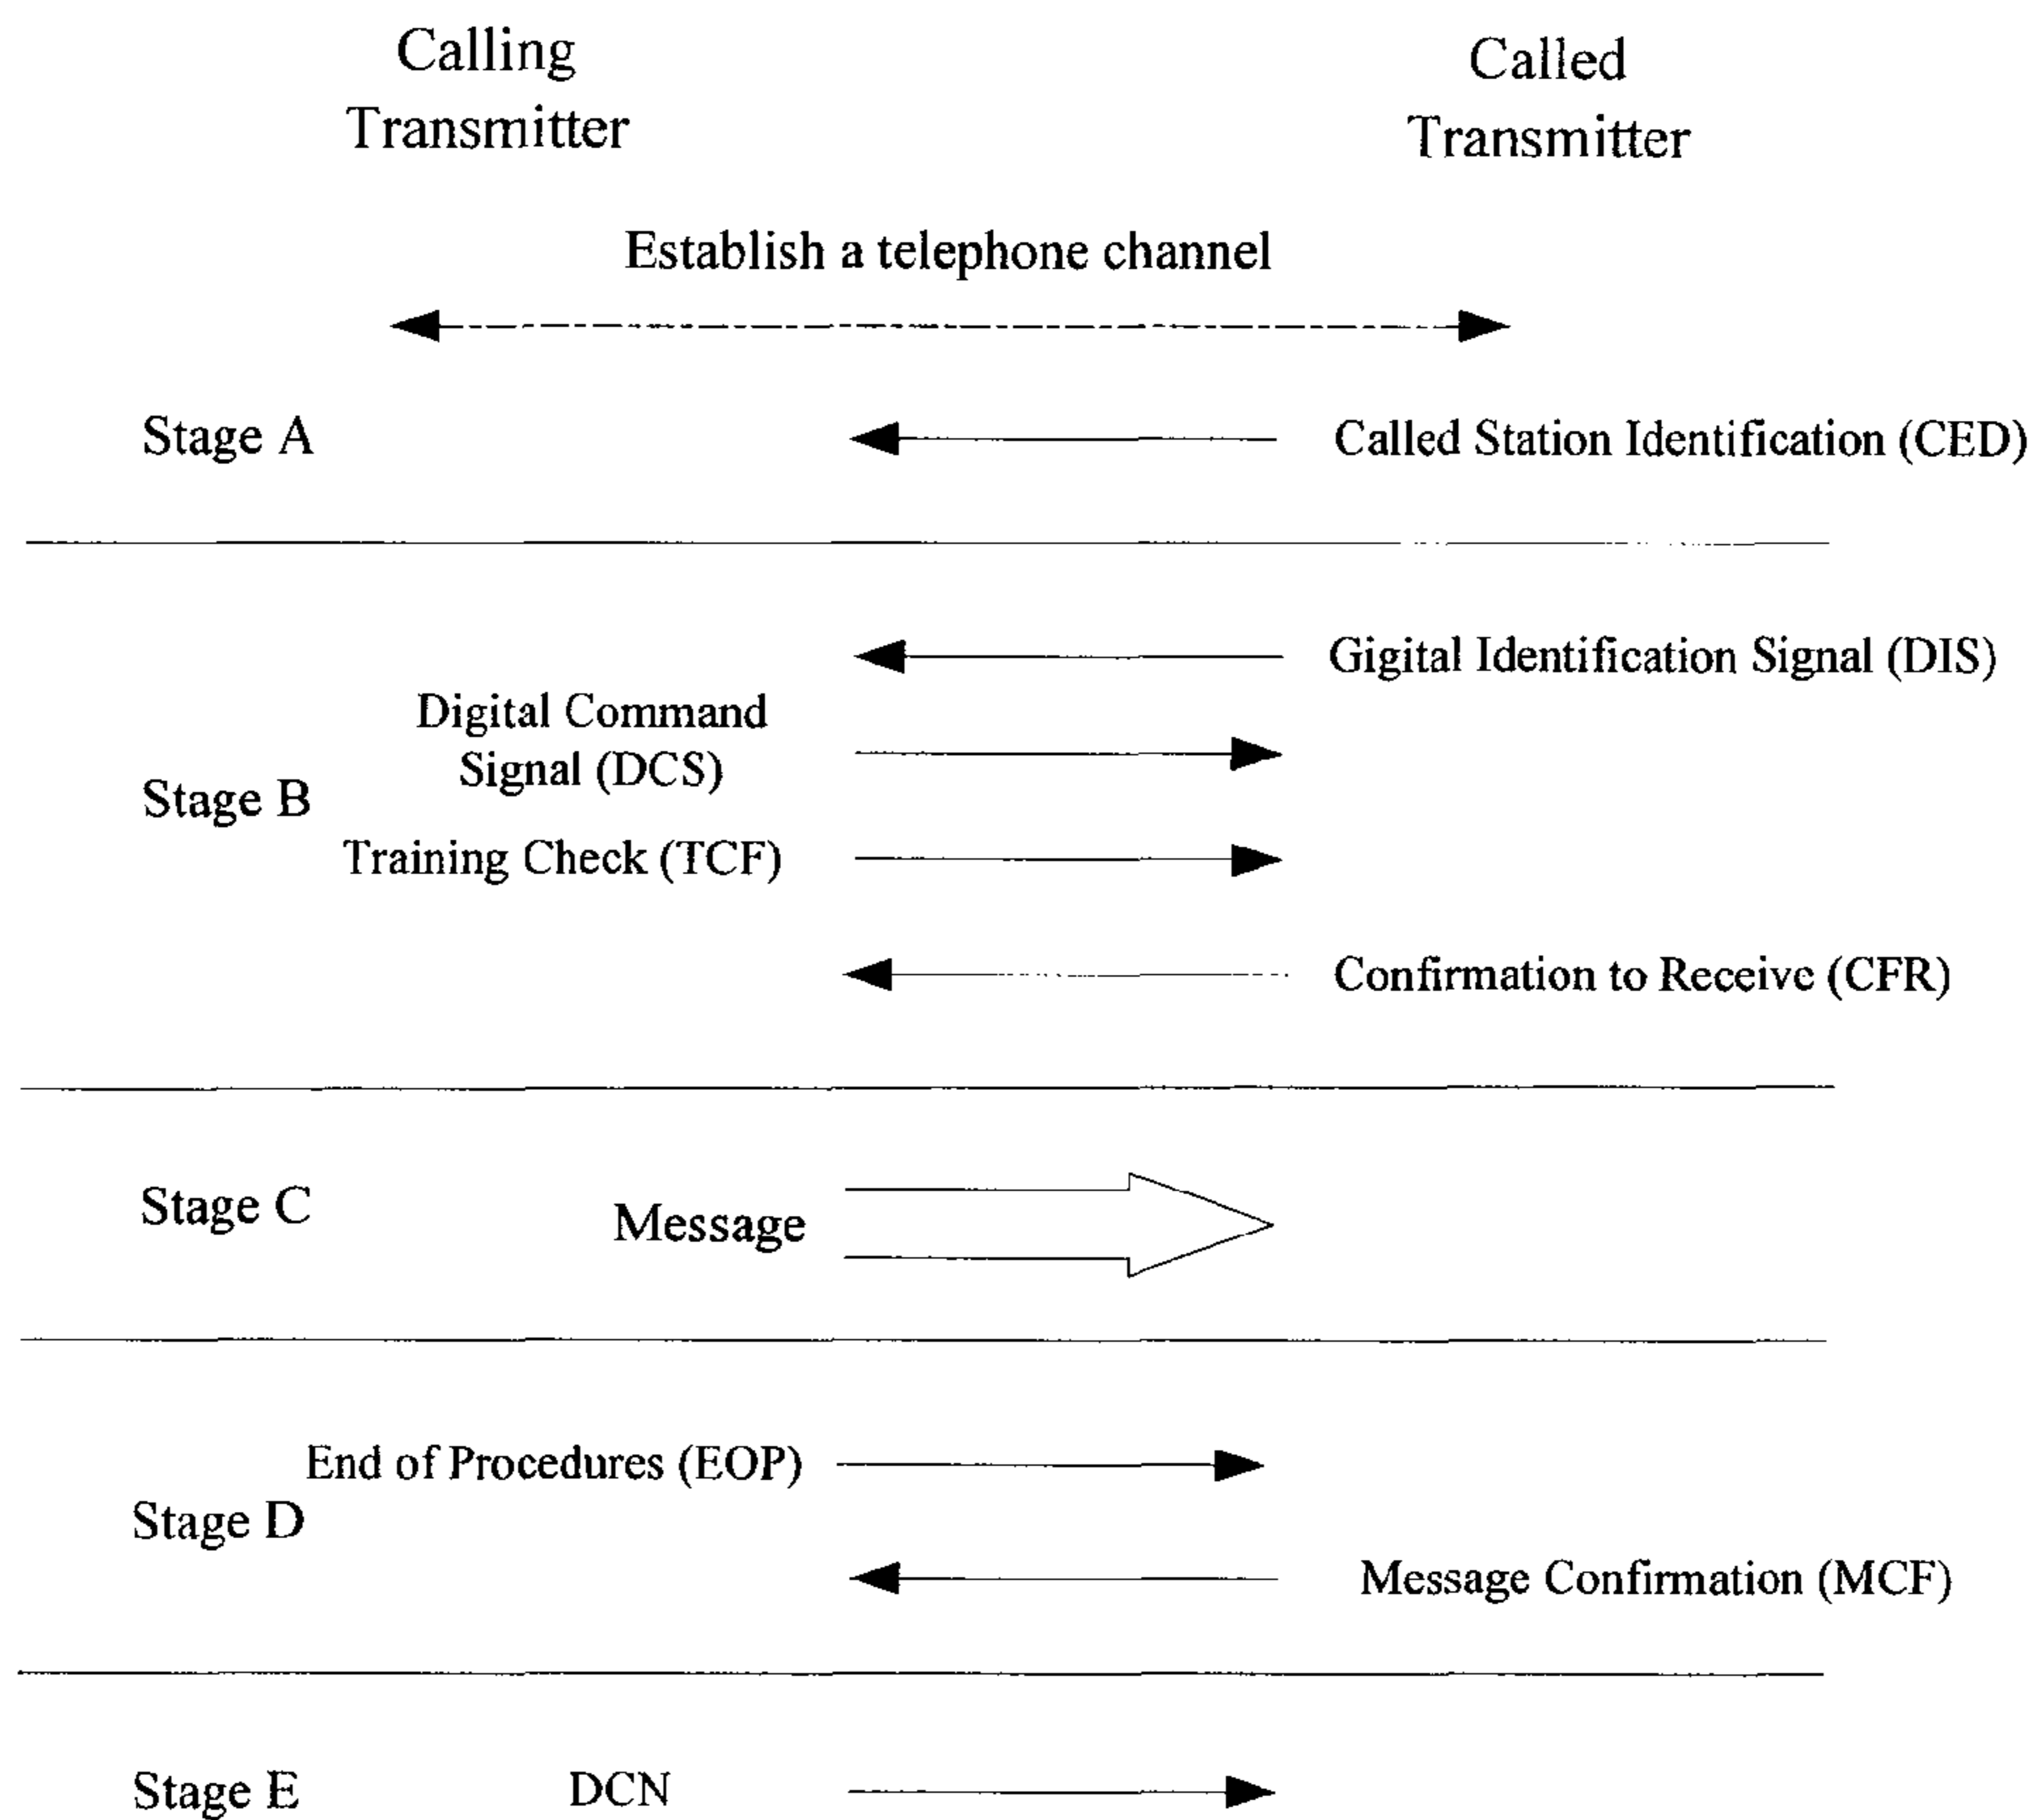 Calling
Transmitter
Called
Transmitter
Establish a telephone channel
Stage A
Called Station Identification (CED)
Gigital Identification Signal (DIS)
Digital Command
Signal (DCS)
Stage B
Training Check (TCF)
Confirmation to Receive (CFR)
Stage C
Message
End of Procedures (EOP)
Stage D
Message Confirmation (MCF)
Stage E
DCN